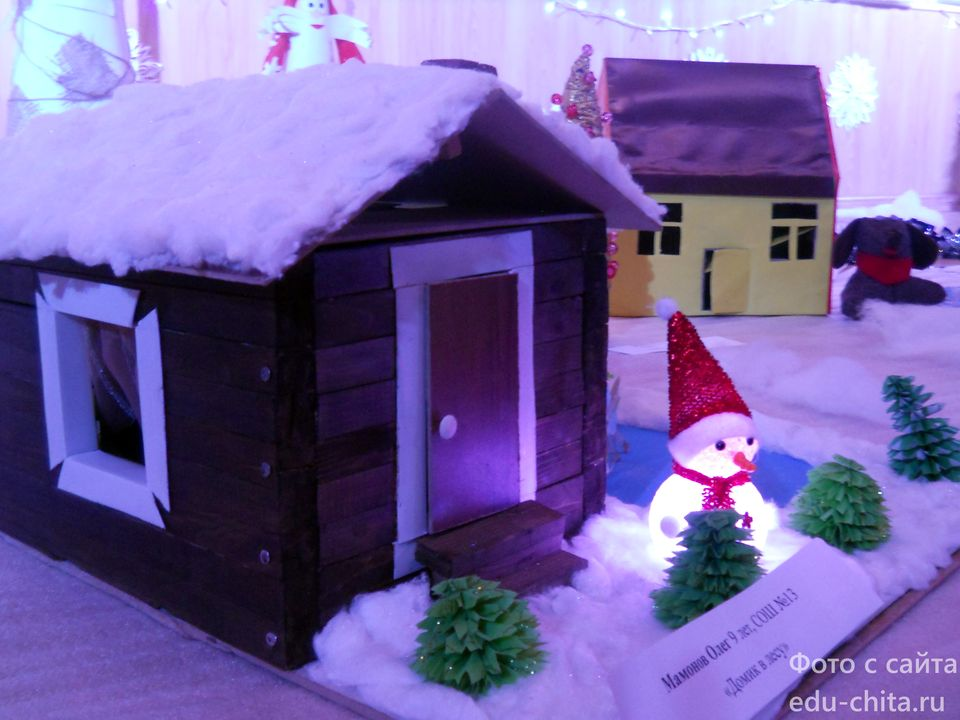 Мамонов Олег 9 лет, СОШ №13
«Домик в лесу»
Фото с сайта
edu-chita.ru